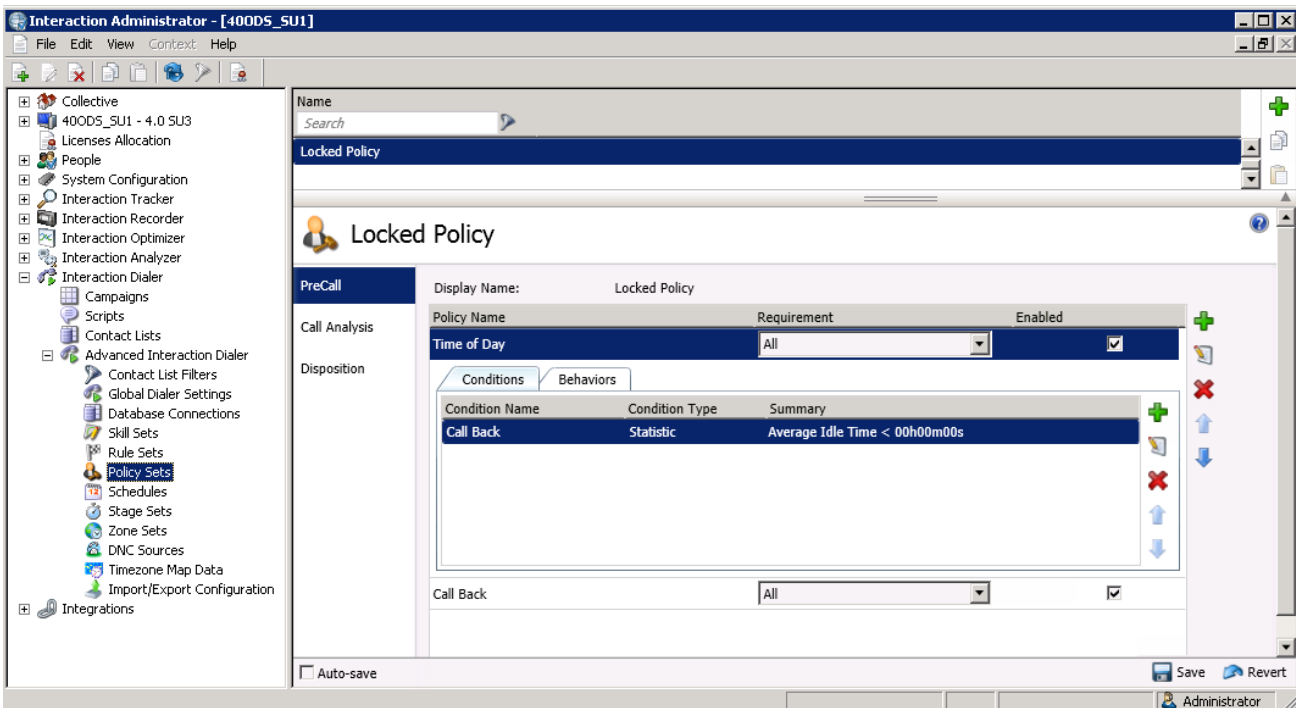 Interaction Administrator - [400DS_SU1]
File Edit View Context Help
Collective
400DS_SU1 - 4.0 SU3
Licenses Allocation
People
System Configuration
Interaction Tracker
Interaction Recorder
Interaction Optimizer
Interaction Analyzer
Interaction Dialer
Campaigns
Scripts
Contact Lists
Advanced Interaction Dialer
Contact List Filters
Global Dialer Settings
Database Connections
Skill Sets
Rule Sets
Policy Sets
Schedules
Stage Sets
Zone Sets
DNC Sources
Timezone Map Data
Import/Export Configuration
Integrations
Name
Search
Locked Policy
Locked Policy
PreCall
Call Analysis
Disposition
Display Name: Locked Policy
Policy Name Requirement Enabled
Time of Day All
Conditions Behaviors
Condition Name Condition Type Summary
Call Back Statistic Average Idle Time < 00h00m00s
Call Back All
Auto-save Save Revert
Administrator